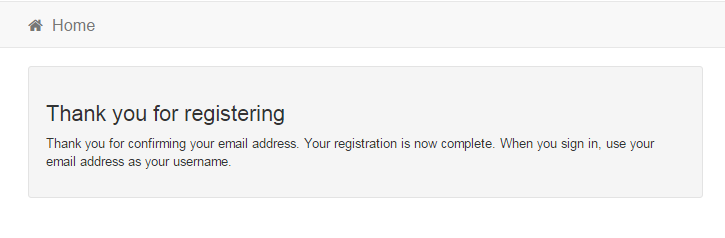 Home
Thank you for registering
Thank you for confirming your email address. Your registration is now complete. When you sign in, use your
email address as your username.